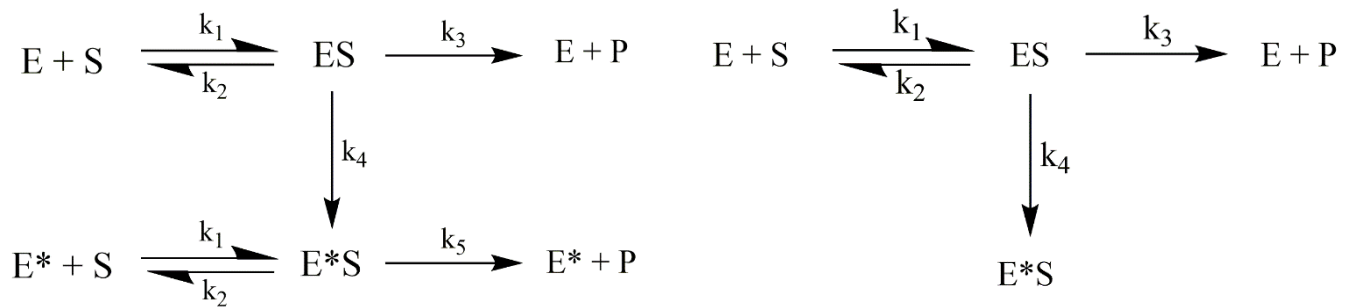 k₁ k₃ k₁ k₃
E + S ES E + P E + S ES E + P
k₂ k₂
k₄ k₄
k₁ k₅
E* + S E*S E* + P E*S
k₂